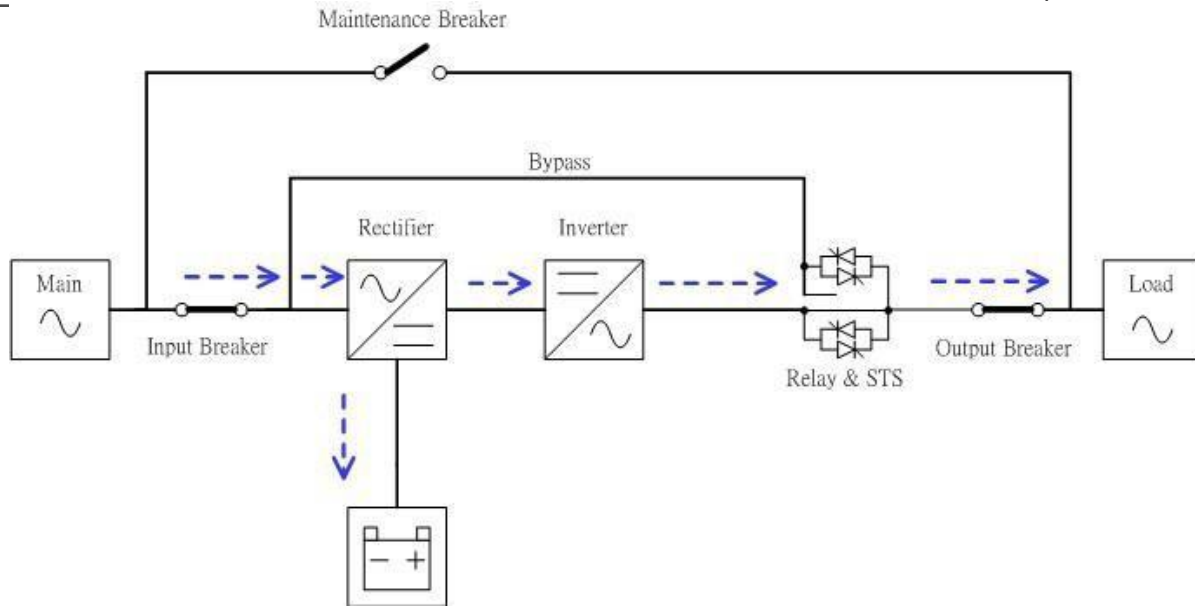 Maintenance Breaker
Bypass
Rectifier
Inverter
Main
Load
Input Breaker
Output Breaker
Relay & STS
− +